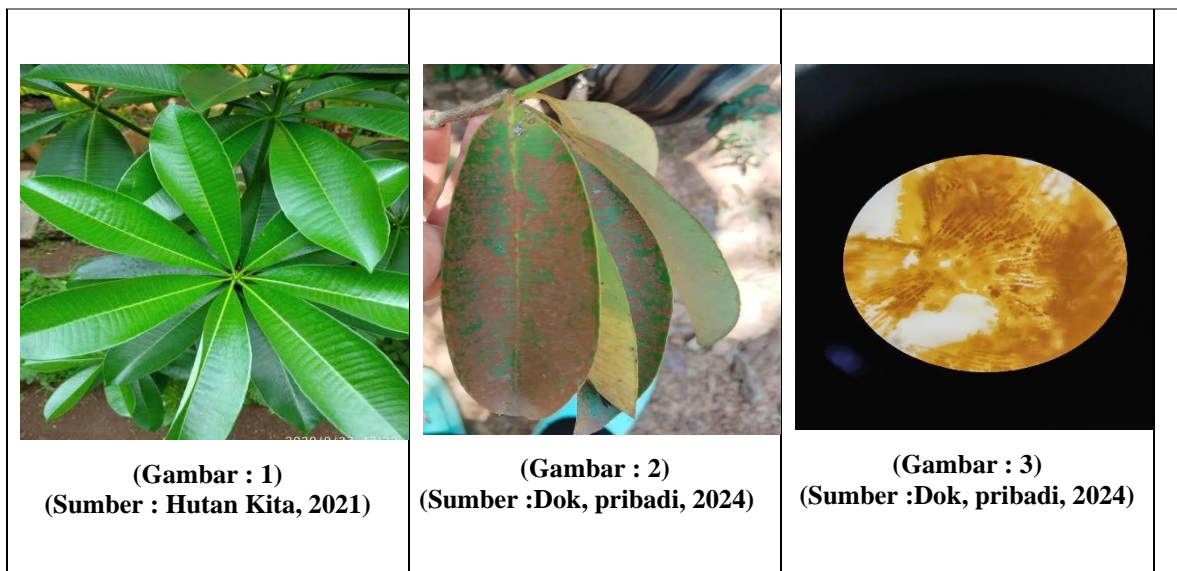 (Gambar : 1)
(Sumber : Hutan Kita, 2021)
(Gambar : 2)
(Sumber :Dok, pribadi, 2024)
(Gambar : 3)
(Sumber :Dok, pribadi, 2024)